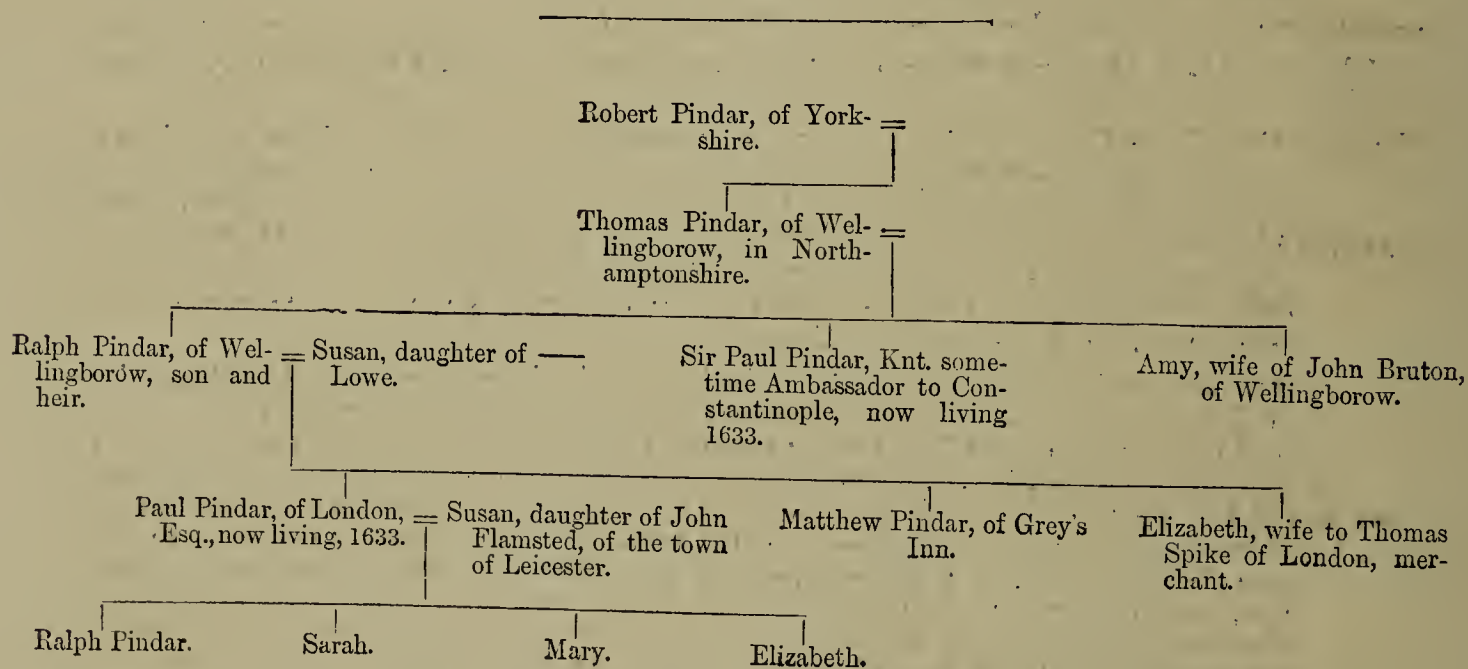 Robert Pindar, of York- =
shire.
Thomas Pindar, of Wel- =
lingborow, in North-
amptonshire.
Ralph Pindar, of Wel- =
lingborow, son and
heir.
Susan, daughter of ——
Lowe.
Sir Paul Pindar, Knt. some-
time Ambassador to Con-
stantinople, now living
1633.
Amy, wife of John Bruton,
of Wellingborow.
Paul Pindar, of London, =
Esq., now living, 1633.
Susan, daughter of John
Flamsted, of the town
of Leicester.
Matthew Pindar, of Grey's
Inn.
Elizabeth, wife to Thomas
Spike of London, mer-
chant.
Ralph Pindar.
Sarah.
Mary.
Elizabeth.